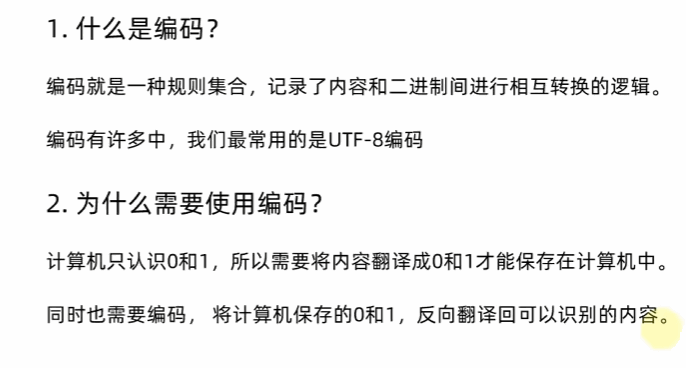 1. 什么是编码？
编码就是一种规则集合，记录了内容和二进制间进行相互转换的逻辑。
编码有许多中，我们最常用的是UTF-8编码
2. 为什么需要使用编码？
计算机只认识0和1，所以需要将内容翻译成0和1才能保存在计算机中。
同时也需要编码， 将计算机保存的0和1，反向翻译回可以识别的内容。